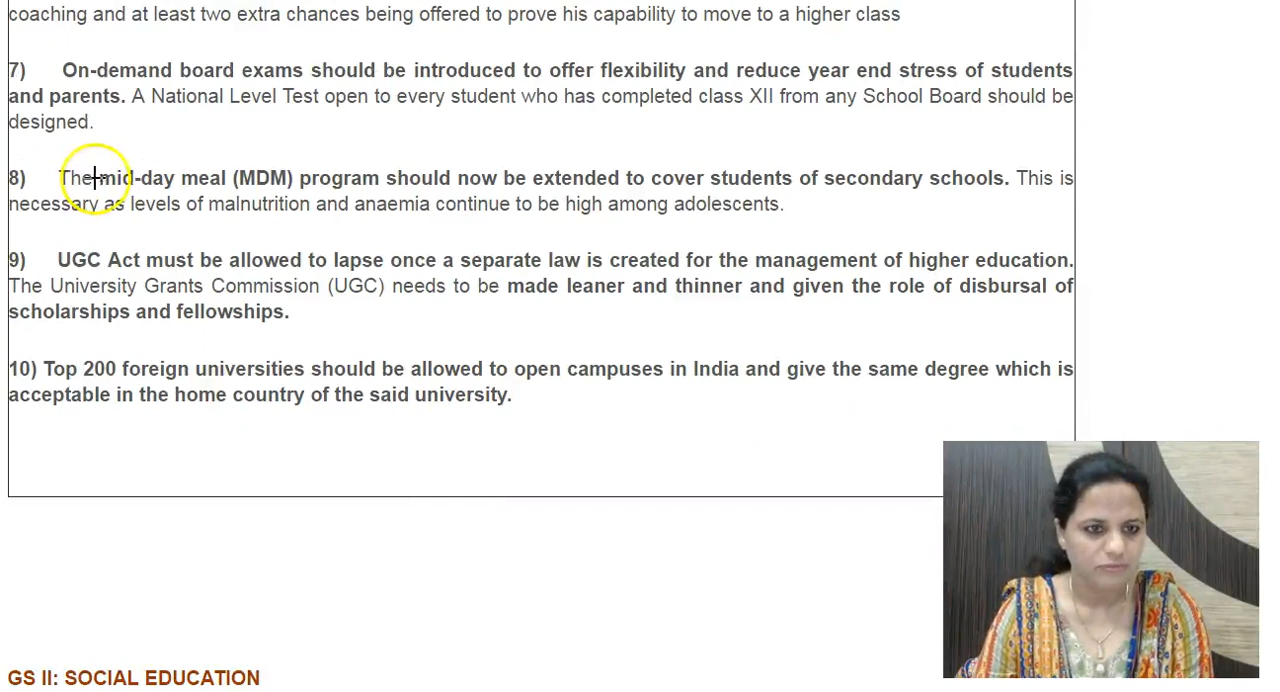 coaching and at least two extra chances being offered to prove his capability to move to a higher class
7) On-demand board exams should be introduced to offer flexibility and reduce year end stress of students
and parents. A National Level Test open to every student who has completed class XII from any School Board should be
designed.
8) The mid-day meal (MDM) program should now be extended to cover students of secondary schools. This is
necessary as levels of malnutrition and anaemia continue to be high among adolescents.
9) UGC Act must be allowed to lapse once a separate law is created for the management of higher education.
The University Grants Commission (UGC) needs to be made leaner and thinner and given the role of disbursal of
scholarships and fellowships.
10) Top 200 foreign universities should be allowed to open campuses in India and give the same degree which is
acceptable in the home country of the said university.
GS II: SOCIAL EDUCATION